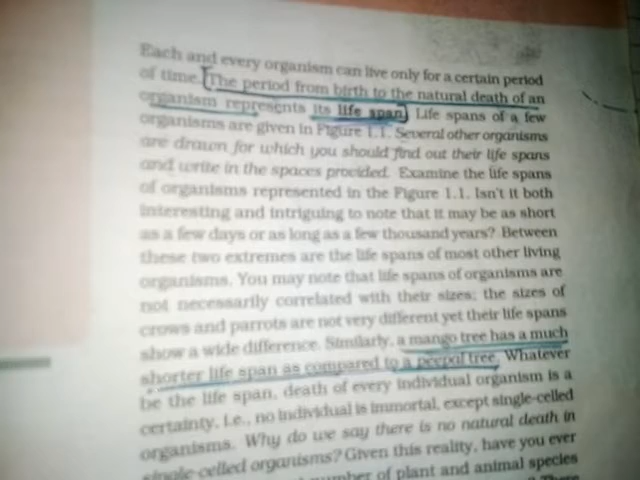 Each and every organism can live only for a certain period
of time. The period from birth to the natural death of an
organism represents its life span. Life spans of a few
organisms are given in Figure 1.1. Several other organisms
are drawn for which you should find out their life spans
and write in the spaces provided. Examine the life spans
of organisms represented in the Figure 1.1. Isn't it both
interesting and intriguing to note that it may be as short
as a few days or as long as a few thousand years? Between
these two extremes are the life spans of most other living
organisms. You may note that life spans of organisms are
not necessarily correlated with their sizes; the sizes of
crows and parrots are not very different yet their life spans
show a wide difference. Similarly, a mango tree has a much
shorter life span as compared to a peepal tree. Whatever
be the life span, death of every individual organism is a
certainty, i.e., no individual is immortal, except single-celled
organisms. Why do we say there is no natural death in
single-celled organisms? Given this reality, have you ever
number of plant and animal species